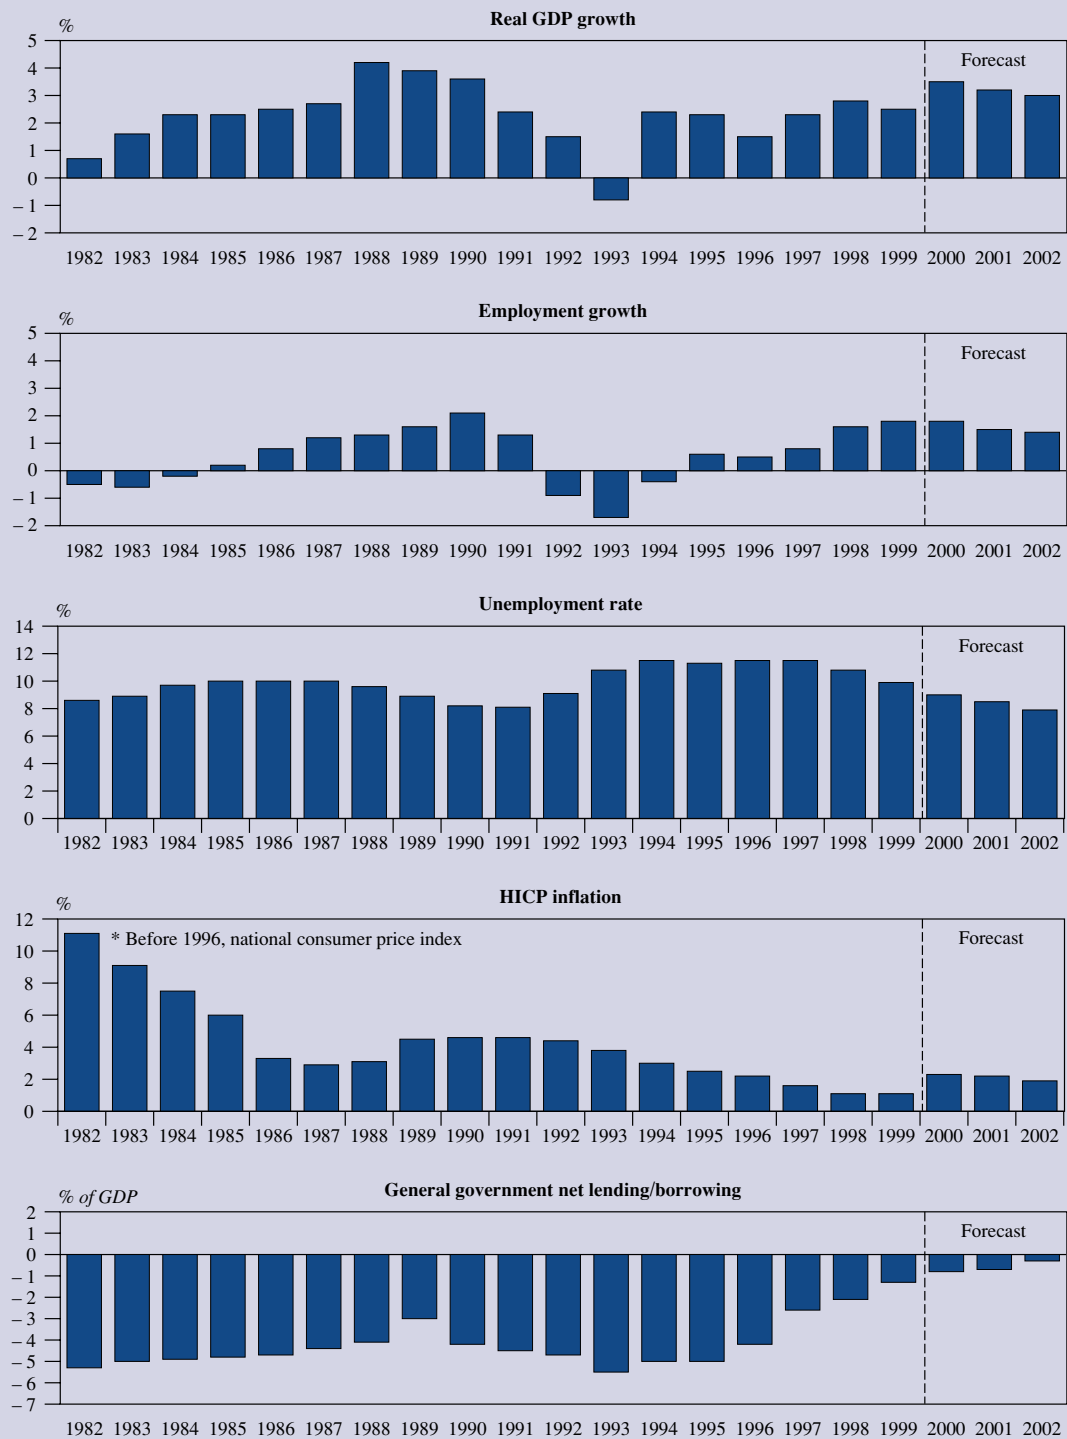 Real GDP growth
%
5
4
3
2
1
0
– 1
– 2
Forecast
1982 1983 1984 1985 1986 1987 1988 1989 1990 1991 1992 1993 1994 1995 1996 1997 1998 1999 2000 2001 2002
Employment growth
%
5
4
3
2
1
0
– 1
– 2
Forecast
1982 1983 1984 1985 1986 1987 1988 1989 1990 1991 1992 1993 1994 1995 1996 1997 1998 1999 2000 2001 2002
Unemployment rate
%
14
12
10
8
6
4
2
0
Forecast
1982 1983 1984 1985 1986 1987 1988 1989 1990 1991 1992 1993 1994 1995 1996 1997 1998 1999 2000 2001 2002
HICP inflation
%
12
10
8
6
4
2
0
* Before 1996, national consumer price index
Forecast
1982 1983 1984 1985 1986 1987 1988 1989 1990 1991 1992 1993 1994 1995 1996 1997 1998 1999 2000 2001 2002
General government net lending/borrowing
% of GDP
2
1
0
– 1
– 2
– 3
– 4
– 5
– 6
– 7
Forecast
1982 1983 1984 1985 1986 1987 1988 1989 1990 1991 1992 1993 1994 1995 1996 1997 1998 1999 2000 2001 2002